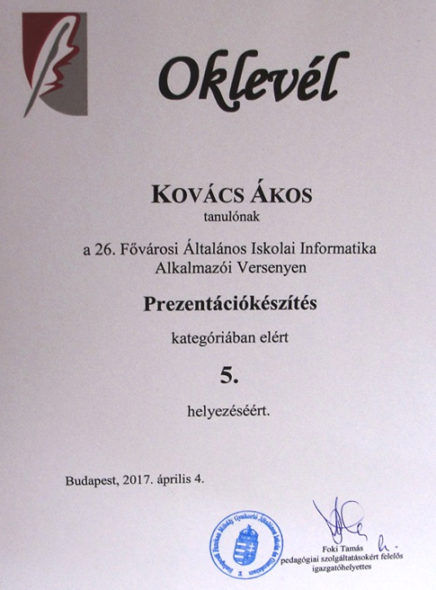 Oklevél
KOVÁCS ÁKOS
tanulónak
a 26. Fővárosi Általános Iskolai Informatika
Alkalmazói Versenyen
Prezentációkészítés
kategóriában elért
5.
helyezéséért.
Budapest, 2017. április 4.
Foki Tamás
pedagógiai szolgáltatásokért felelős
igazgatóhelyettes